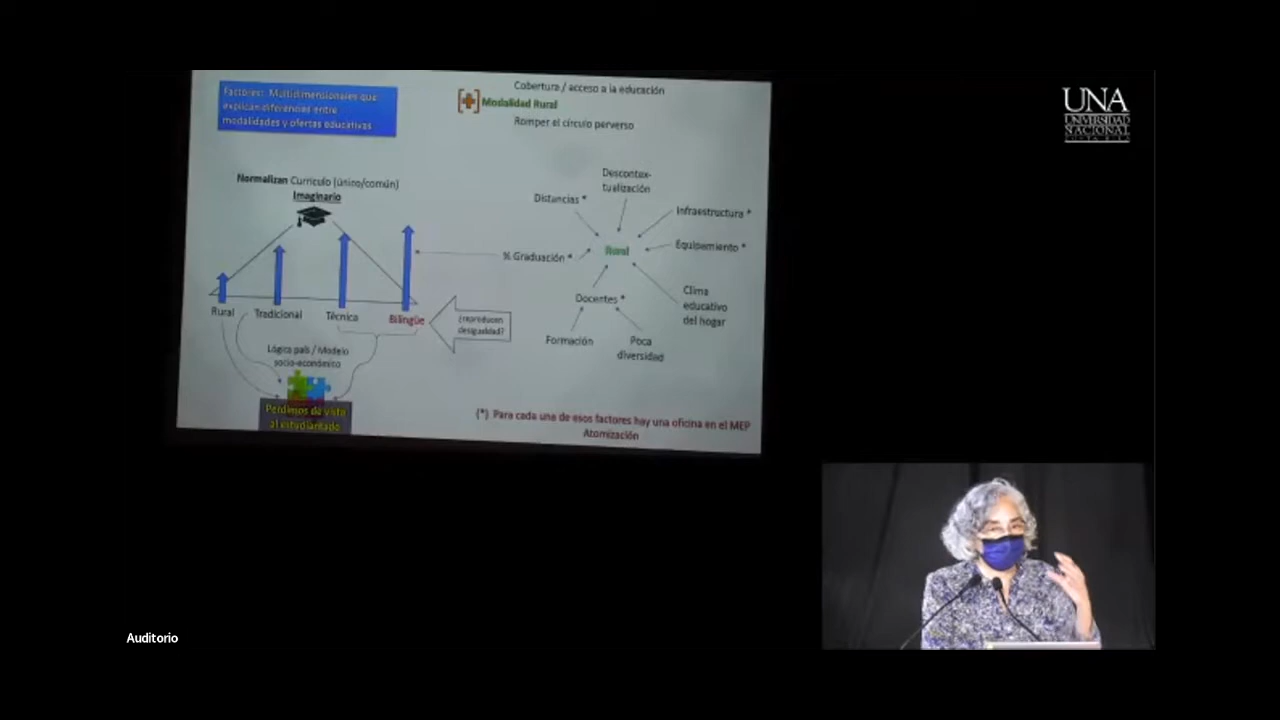 Factores: Multidimensionales que
explican diferencias entre
modalidades y ofertas educativas
Cobertura / acceso a la educación
[+] Modalidad Rural
Romper el círculo perverso
UNA
UNIVERSIDAD
NACIONAL
COSTA RICA
Normalizan Currículo (único/común)
Imaginario
Rural
Tradicional
Técnica
Bilingüe
¿reproducen
desigualdad?
Lógica país / Modelo
socio-económico
Perdimos de vista
al estudiantado
Descontex-
tualización
Distancias *
Infraestructura *
Rural
Equipamiento *
% Graduación *
Clima
educativo
del hogar
Docentes *
Formación
Poca
diversidad
(*) Para cada una de esos factores hay una oficina en el MEP
Atomización
Auditorio